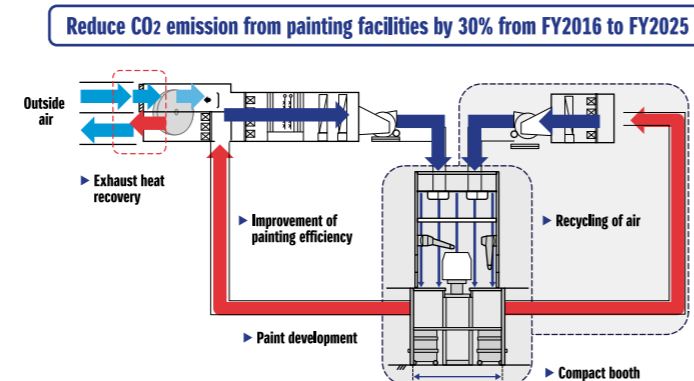 Reduce CO2 emission from painting facilities by 30% from FY2016 to FY2025
Outside
air
▶ Exhaust heat
recovery
▶ Improvement of
painting efficiency
▶ Recycling of air
▶ Paint development
▶ Compact booth